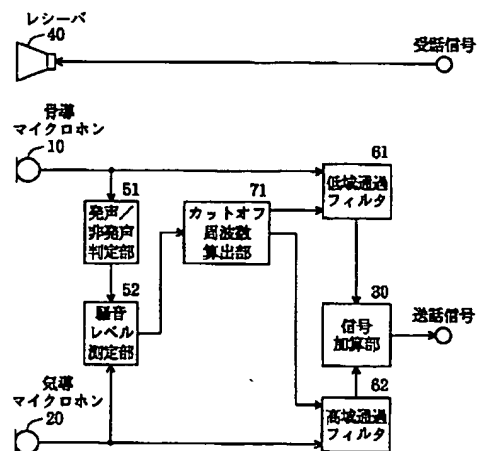 レシーバ
40
受話信号
骨導
マイクロホン
10
61
低域通過
フィルタ
51
発声／
非発声
判定部
71
カットオフ
周波数
算出部
52
騒音
レベル
測定部
80
信号
加算部
送話信号
気導
マイクロホン
20
62
高域通過
フィルタ